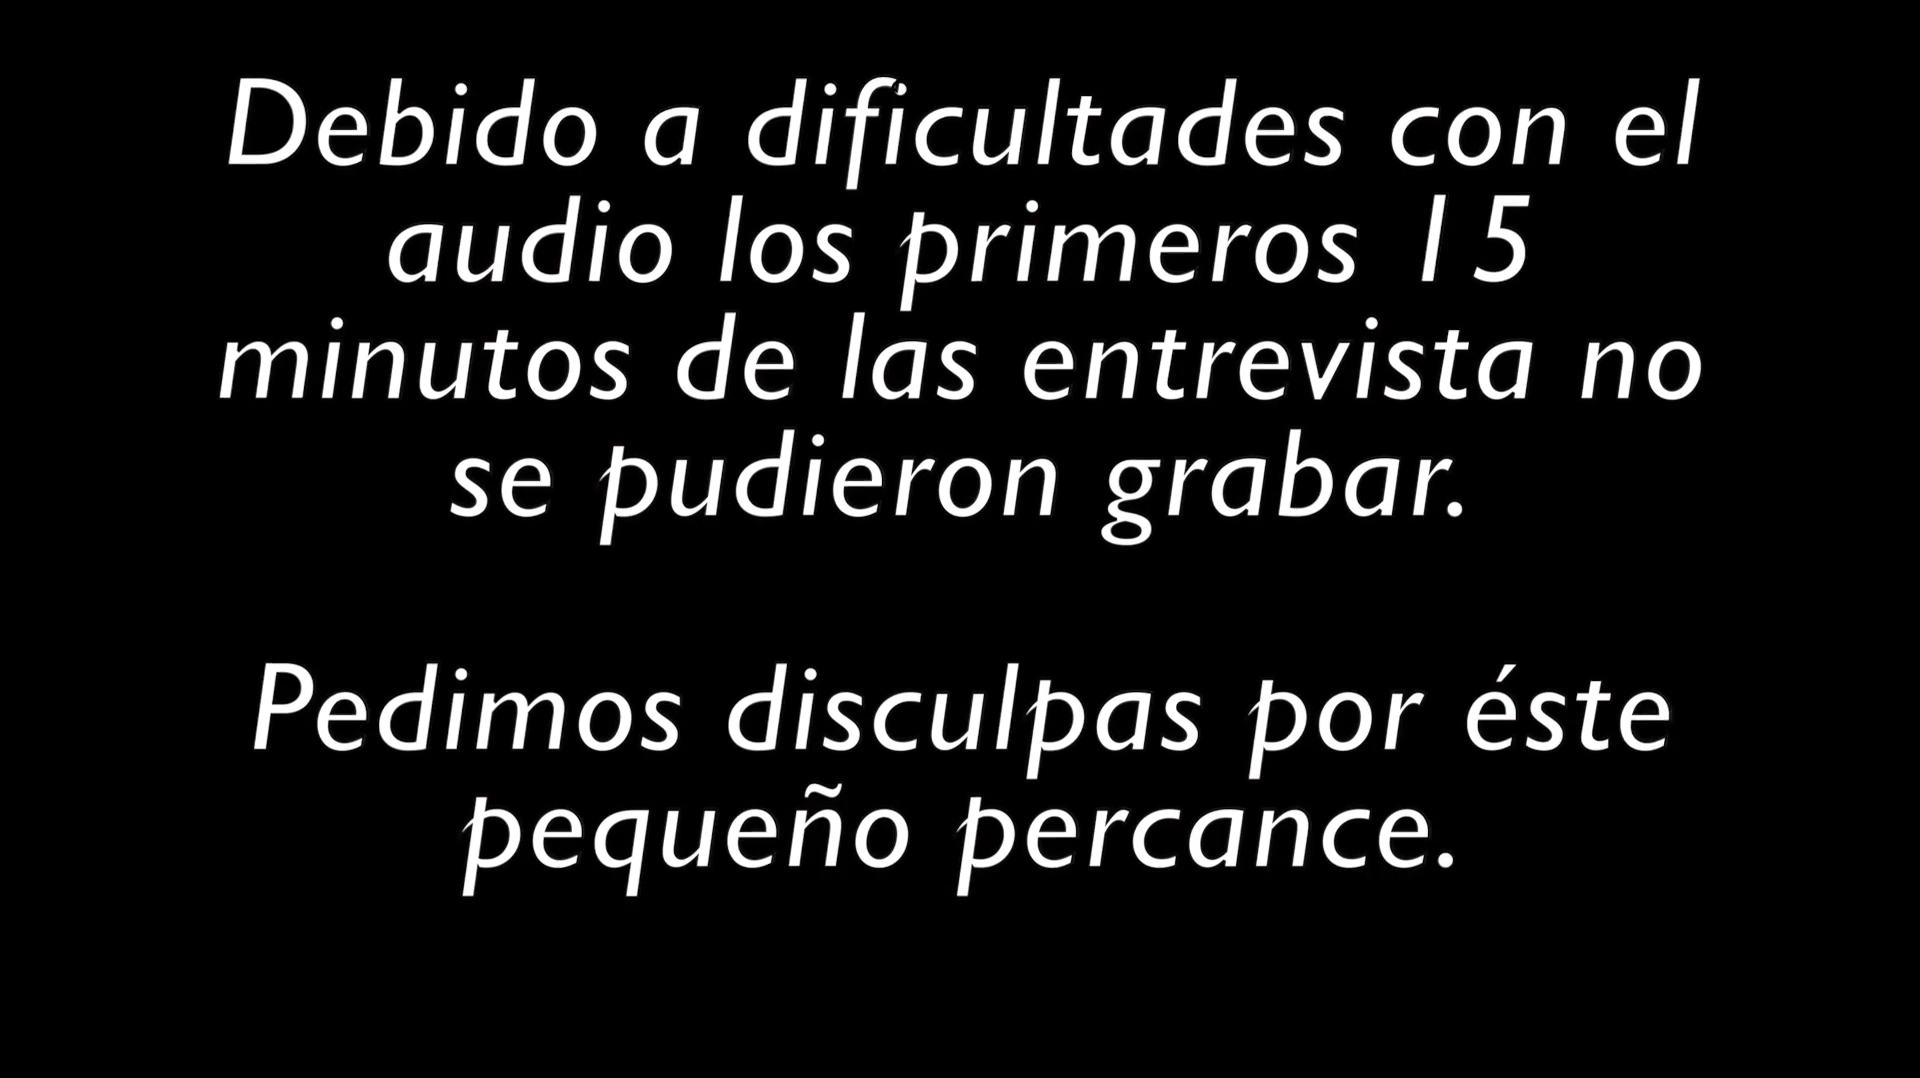 Debido a dificultades con el
audio los primeros 15
minutos de las entrevista no
se pudieron grabar.
Pedimos disculpas por éste
pequeño percance.